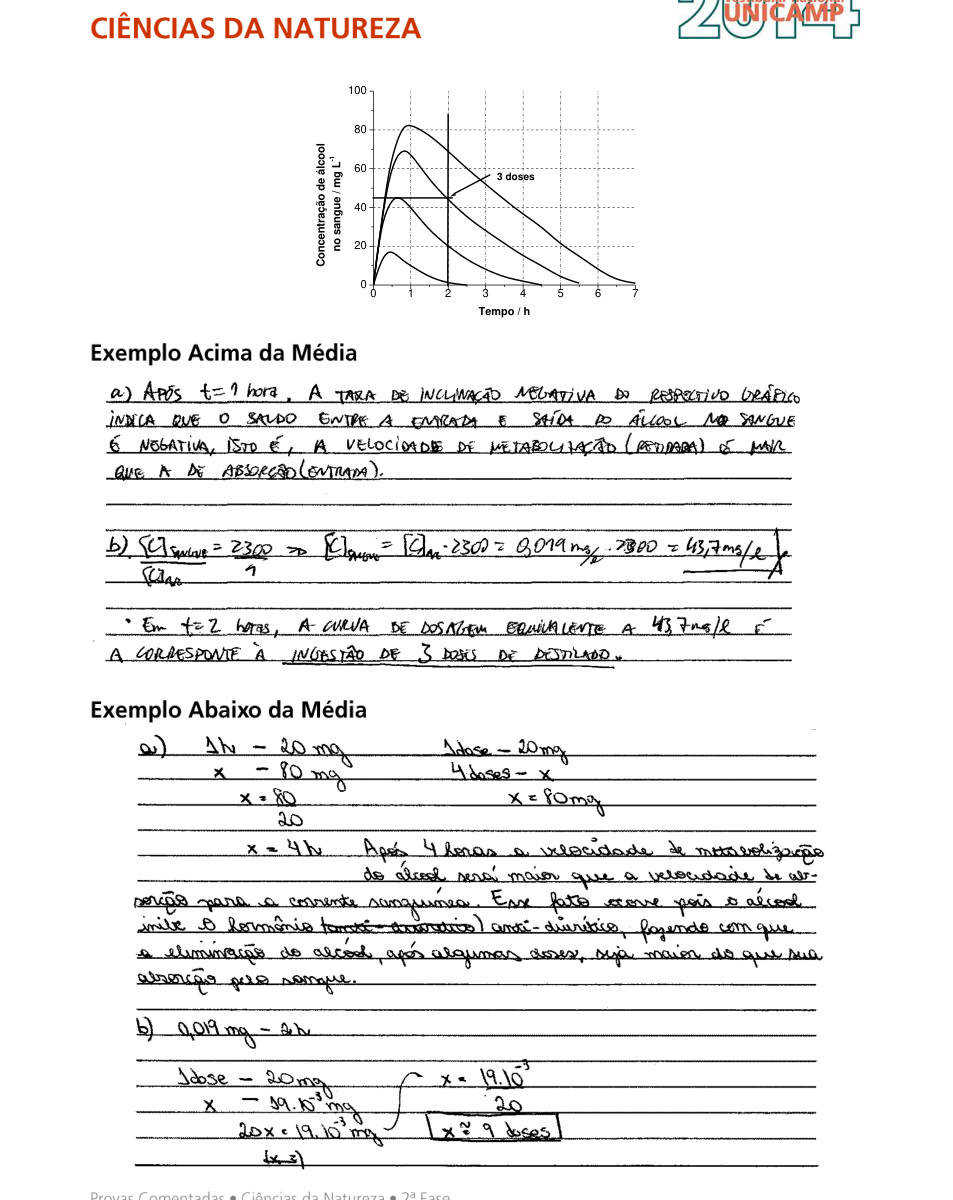 CIÊNCIAS DA NATUREZA
UNICAMP
2014
100
80
60
40
20
0
0 1 2 3 4 5 6 7
Concentração de álcool
no sangue / mg L-1
3 doses
Tempo / h
Exemplo Acima da Média
a) APÓS t=1 hora, A TAXA DE INCLINAÇÃO NEGATIVA DO RESPECTIVO GRÁFICO
INDICA QUE O SALDO ENTRE A ENTRADA E SAÍDA DO ÁLCOOL NO SANGUE
É NEGATIVA, ISTO É, A VELOCIDADE DE METABOLIZAÇÃO (RETIRADA) É MAIR
QUE A DE ABSORÇÃO (ENTRADA).
b) [C]sangue = 2300 => [C]sangue = [C]ar . 2300 = 0,019 mg/l . 2300 = 43,7 mg/l
[C]ar 1
• Em t=2 horas, A CURVA DE DOSAGEM EQUIVALENTE A 43,7 mg/l É
A CORRESPONTE À INGESTÃO DE 3 DOSES DE DESTILADO.
Exemplo Abaixo da Média
a) 1h – 20 mg 1 dose – 20 mg
x – 80 mg 4 doses – x
x = 80 x = 80 mg
20
x = 4h Após 4 horas a velocidade de metabolização
do álcool será maior que a velocidade de ab-
sorção para a corrente sanguínea. Esse fato ocorre pois o álcool
inibe o hormônio anti-diurético, fazendo com que
a eliminação do alcóol, após algumas doses, seja maior do que sua
absorção pelo sangue.
b) 0,019 mg – 2h
1 dose – 20 mg x = 19.10-3
x – 19.10-3 mg 20
20x = 19.10-3 mg x ≅ 9 doses
Provas Comentadas • Ciências da Natureza • 2ª Fase